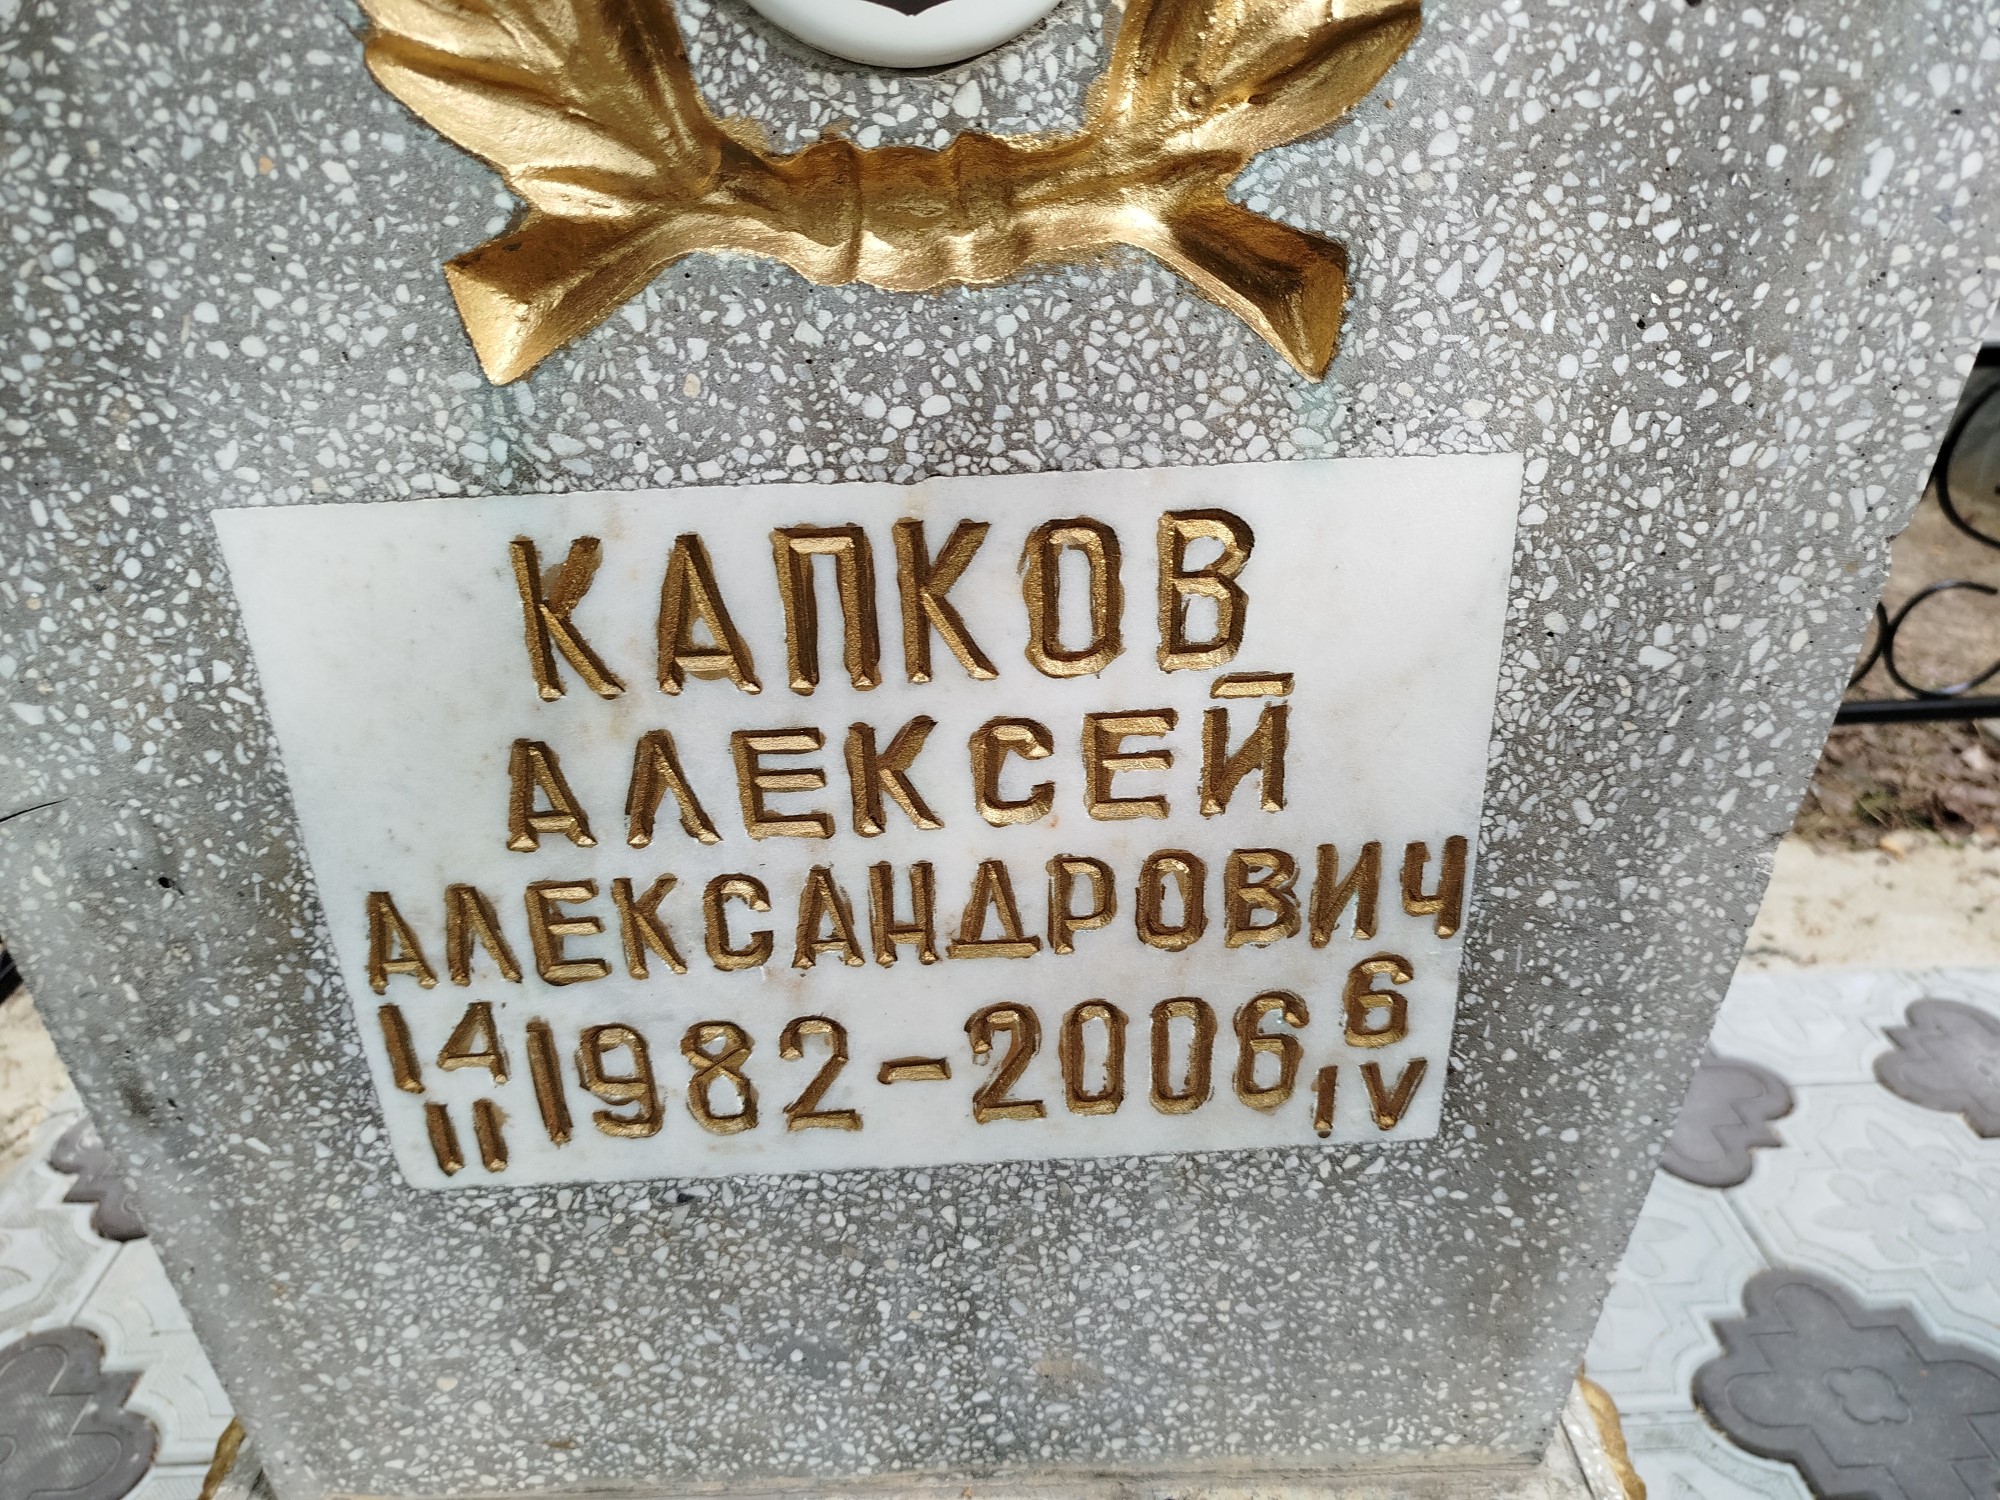 КАПКОВ
АЛЕКСЕЙ
АЛЕКСАНДРОВИЧ
14 II 1982-2006 6 IV